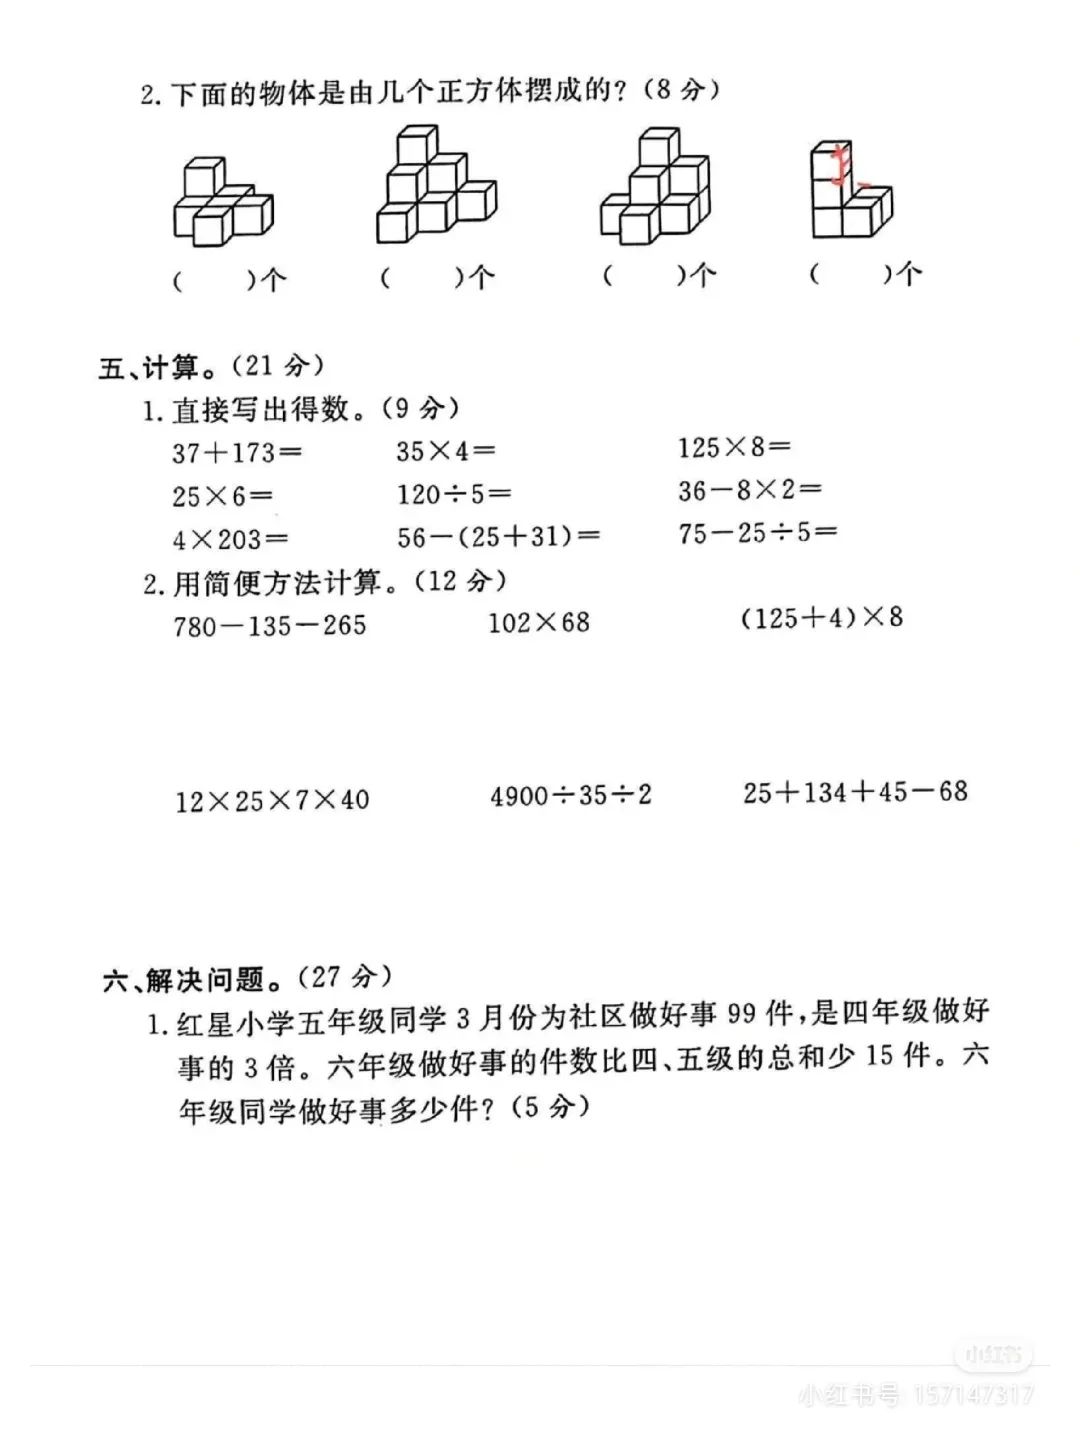 2. 下面的物体是由几个正方体摆成的?(8 分)
(  )个 (  )个 (  )个 (  )个
五、计算。(21 分)
1. 直接写出得数。(9 分)
37+173= 35×4= 125×8=
25×6= 120÷5= 36-8×2=
4×203= 56-(25+31)= 75-25÷5=
2. 用简便方法计算。(12 分)
780-135-265 102×68 (125+4)×8
12×25×7×40 4900÷35÷2 25+134+45-68
六、解决问题。(27 分)
1. 红星小学五年级同学 3 月份为社区做好事 99 件,是四年级做好
事的 3 倍。六年级做好事的件数比四、五级的总和少 15 件。六
年级同学做好事多少件?(5 分)
小红书
小红书号 157147317